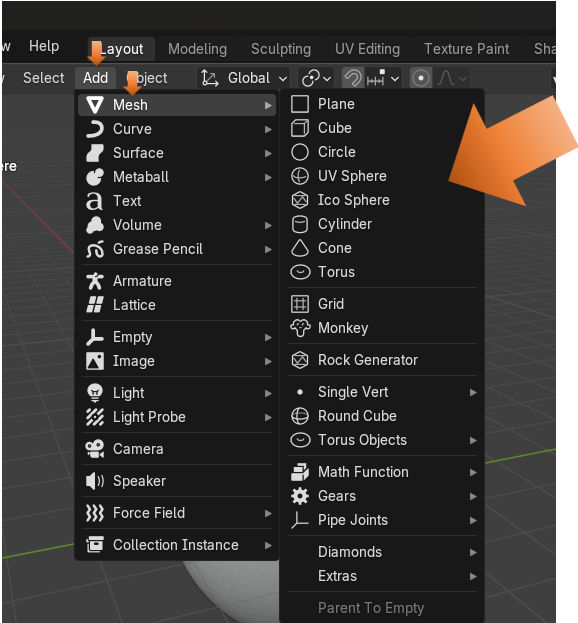 w Help Layout Modeling Sculpting UV Editing Texture Paint Sha
Select Add Object Global
ere
Mesh
Curve
Surface
Metaball
Text
Volume
Grease Pencil
Armature
Lattice
Empty
Image
Light
Light Probe
Camera
Speaker
Force Field
Collection Instance
Plane
Cube
Circle
UV Sphere
Ico Sphere
Cylinder
Cone
Torus
Grid
Monkey
Rock Generator
Single Vert
Round Cube
Torus Objects
Math Function
Gears
Pipe Joints
Diamonds
Extras
Parent To Empty